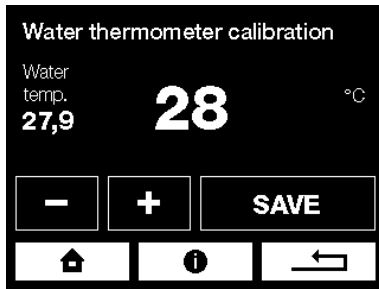 Water thermometer calibration
Water
temp.
27,9
28
°C
− + SAVE